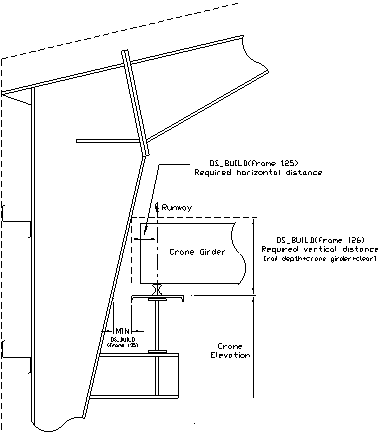 DS_BUILD(frame 125)
Required horizontal distance
Runway
DS_BUILD(frame 126)
Required vertical distance
(rail depth+crane girder+clear)
Crane Girder
MIN
DS_BUILD
(frame 135)
Crane
Elevation